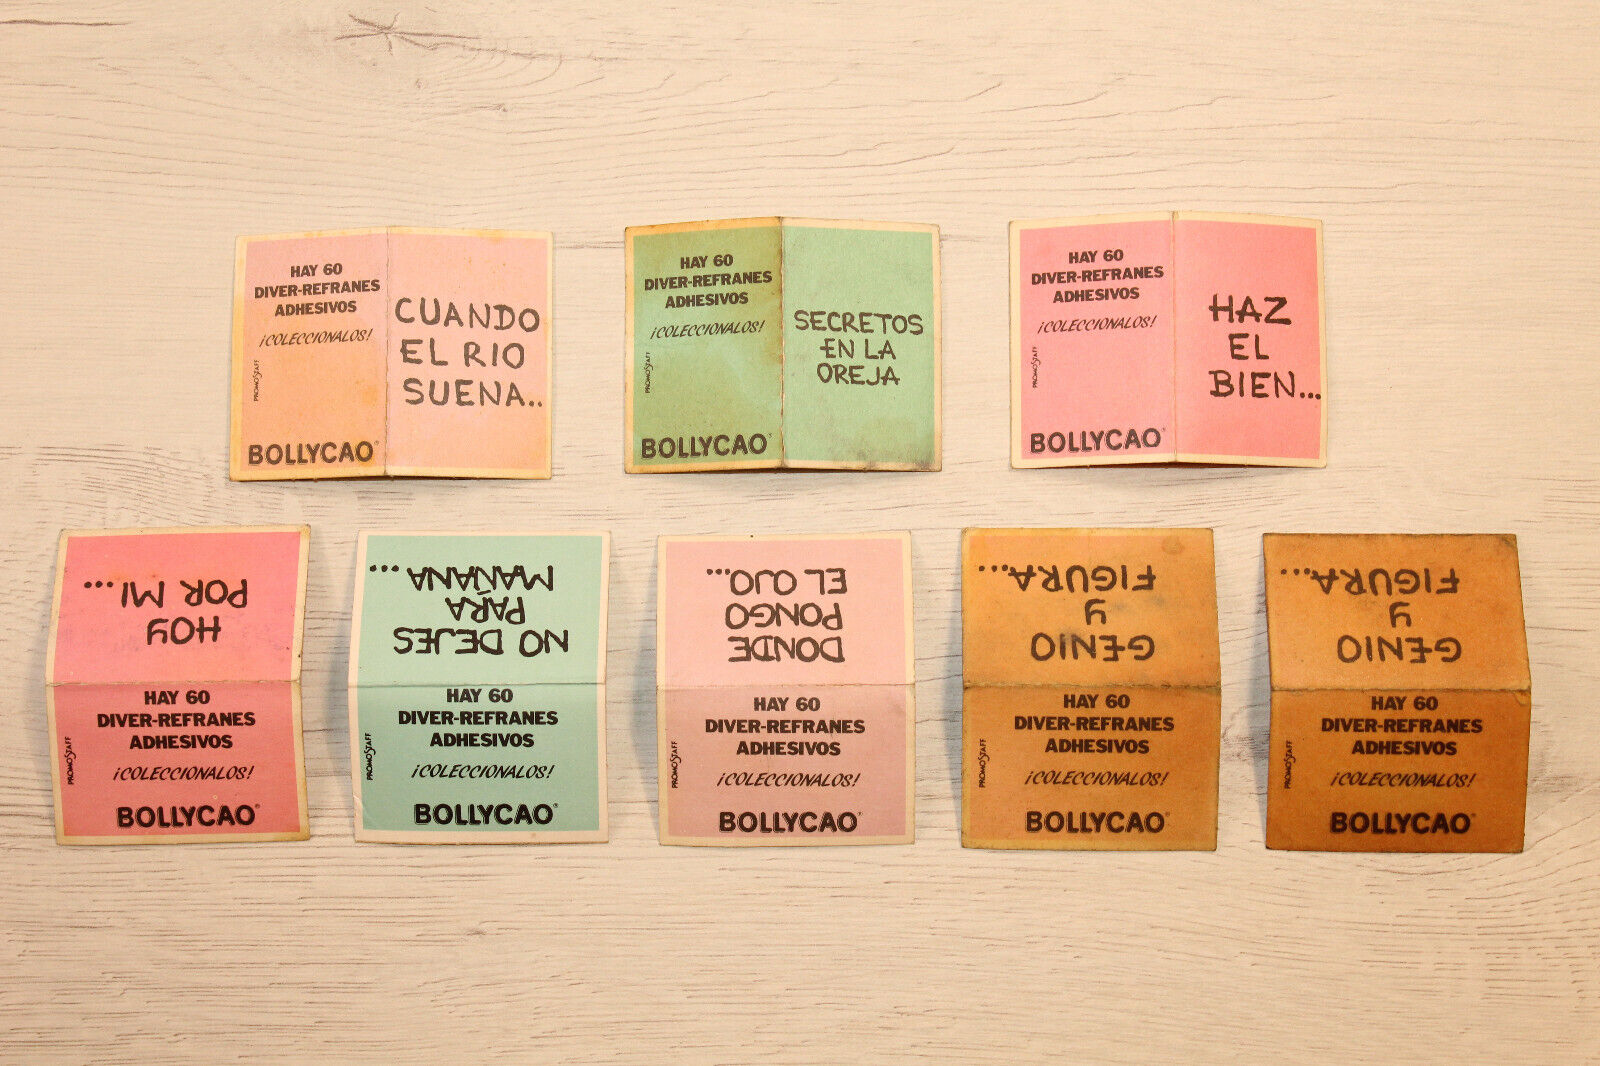 HAY 60
DIVER-REFRANES
ADHESIVOS
¡COLECCIONALOS!
PROMOSTAFF
BOLLYCAO®
CUANDO
EL RIO
SUENA..
HAY 60
DIVER-REFRANES
ADHESIVOS
¡COLECCIONALOS!
PROMOSTAFF
BOLLYCAO®
SECRETOS
EN LA
OREJA
HAY 60
DIVER-REFRANES
ADHESIVOS
¡COLECCIONALOS!
PROMOSTAFF
BOLLYCAO®
HAZ
EL
BIEN...
HOY
POR MI...
HAY 60
DIVER-REFRANES
ADHESIVOS
¡COLECCIONALOS!
PROMOSTAFF
BOLLYCAO®
NO DEJES
PARA
MAÑANA...
HAY 60
DIVER-REFRANES
ADHESIVOS
¡COLECCIONALOS!
PROMOSTAFF
BOLLYCAO®
DONDE
PONGO
EL OJO...
HAY 60
DIVER-REFRANES
ADHESIVOS
¡COLECCIONALOS!
PROMOSTAFF
BOLLYCAO®
GENIO
Y
FIGURA...
HAY 60
DIVER-REFRANES
ADHESIVOS
¡COLECCIONALOS!
PROMOSTAFF
BOLLYCAO®
GENIO
Y
FIGURA...
HAY 60
DIVER-REFRANES
ADHESIVOS
¡COLECCIONALOS!
PROMOSTAFF
BOLLYCAO®